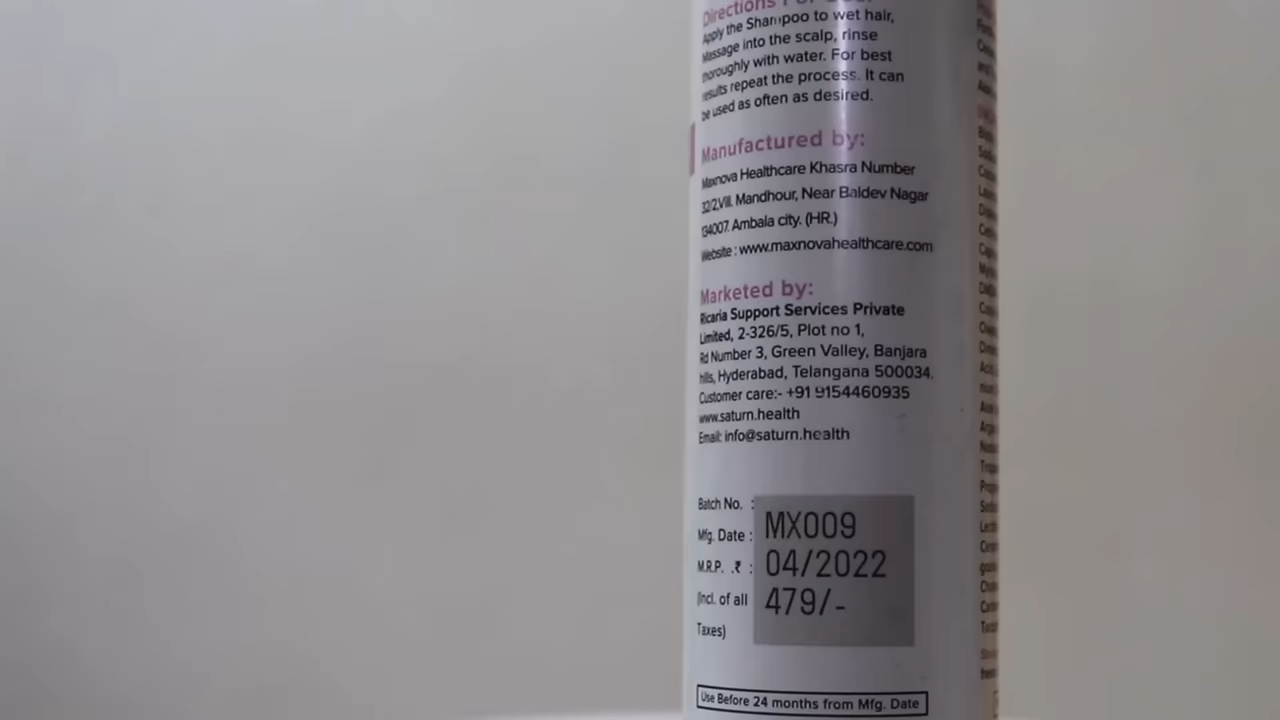 Directions For Use:
Apply the Shampoo to wet hair,
Massage into the scalp, rinse
thoroughly with water. For best
results repeat the process. It can
be used as often as desired.
Manufactured by:
Maxnova Healthcare Khasra Number
32/2,Vill. Mandhour, Near Baldev Nagar
134007. Ambala city. (HR.)
Website : www.maxnovahealthcare.com
Marketed by:
Ricaria Support Services Private
Limited, 2-326/5, Plot no 1,
Rd Number 3, Green Valley, Banjara
hills, Hyderabad, Telangana 500034.
Customer care:- +91 9154460935
www.saturn.health
Email: info@saturn.health
Batch No. : MX009
Mfg. Date : 04/2022
M.R.P. .₹ : 479/-
(Incl. of all
Taxes)
Use Before 24 months from Mfg. Date